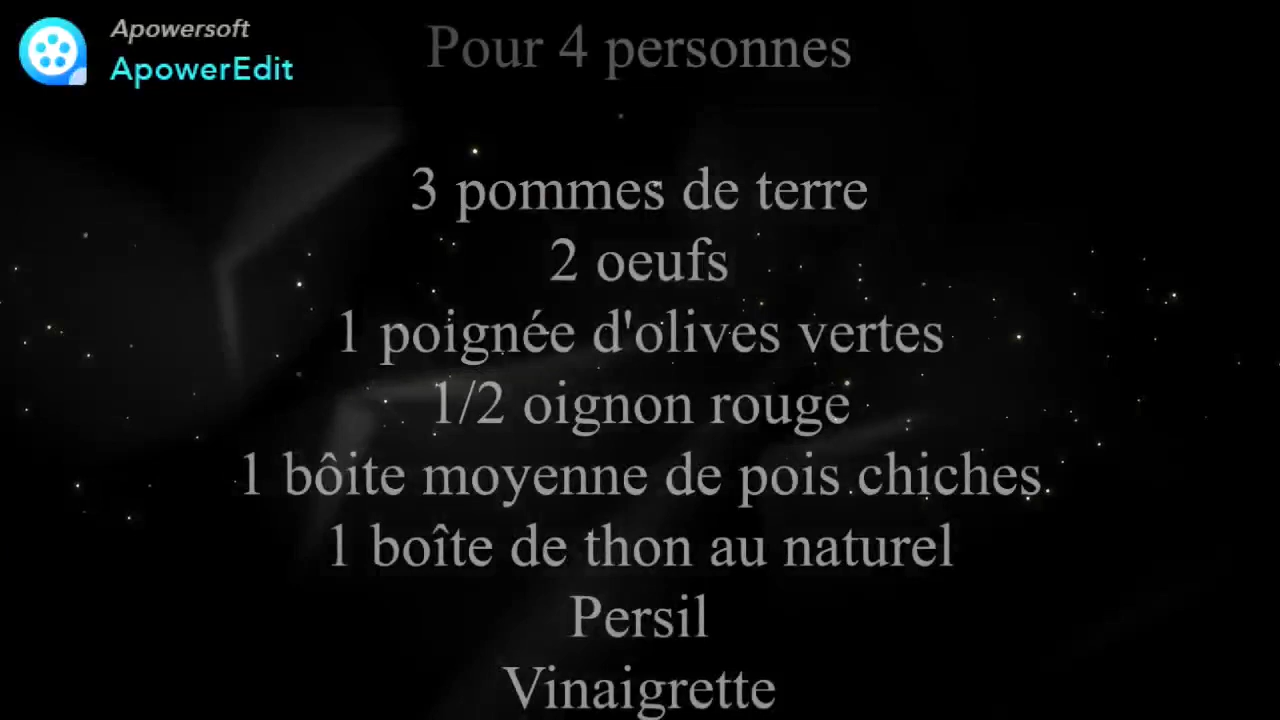 Apowersoft
ApowerEdit
Pour 4 personnes
3 pommes de terre
2 oeufs
1 poignée d'olives vertes
1/2 oignon rouge
1 bôite moyenne de pois chiches
1 boîte de thon au naturel
Persil
Vinaigrette